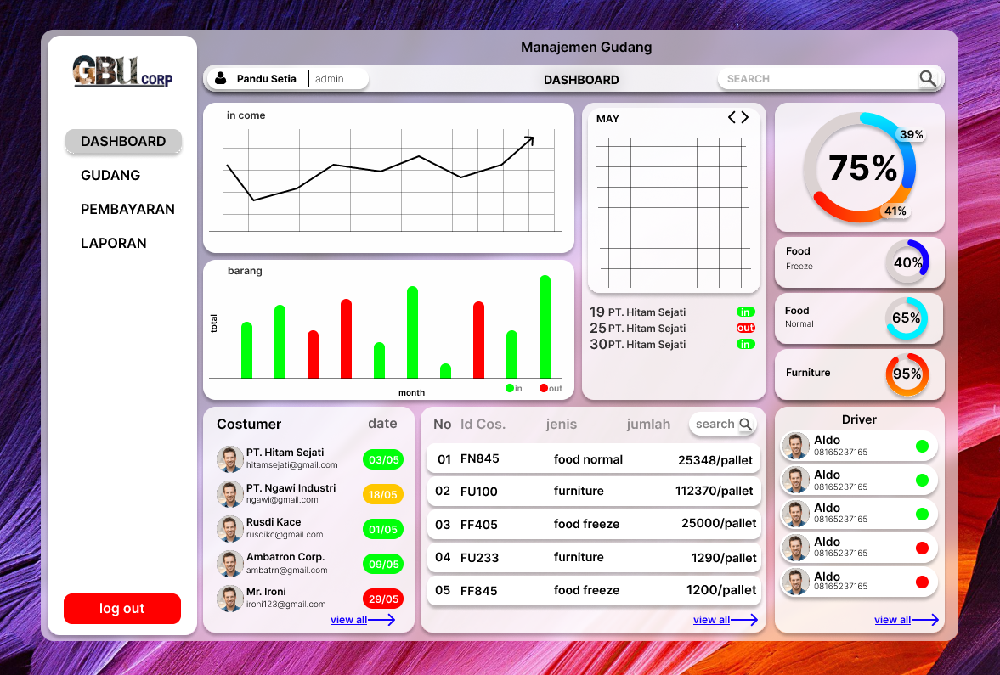 GBU CORP
DASHBOARD
GUDANG
PEMBAYARAN
LAPORAN
log out
Manajemen Gudang
Pandu Setia | admin
DASHBOARD
SEARCH
in come
barang
total
month
in
out
MAY
19 PT. Hitam Sejati in
25 PT. Hitam Sejati out
30 PT. Hitam Sejati in
39%
75%
41%
Food
Freeze
40%
Food
Normal
65%
Furniture
95%
Costumer date
PT. Hitam Sejati
hitamsejati@gmail.com
03/05
PT. Ngawi Industri
ngawi@gmail.com
18/05
Rusdi Kace
rusdikc@gmail.com
01/05
Ambatron Corp.
ambatrn@gmail.com
09/05
Mr. Ironi
ironi123@gmail.com
29/05
view all
No Id Cos. jenis jumlah search
01 FN845 food normal 25348/pallet
02 FU100 furniture 112370/pallet
03 FF405 food freeze 25000/pallet
04 FU233 furniture 1290/pallet
05 FF845 food freeze 1200/pallet
view all
Driver
Aldo
08165237165
Aldo
08165237165
Aldo
08165237165
Aldo
08165237165
Aldo
08165237165
view all